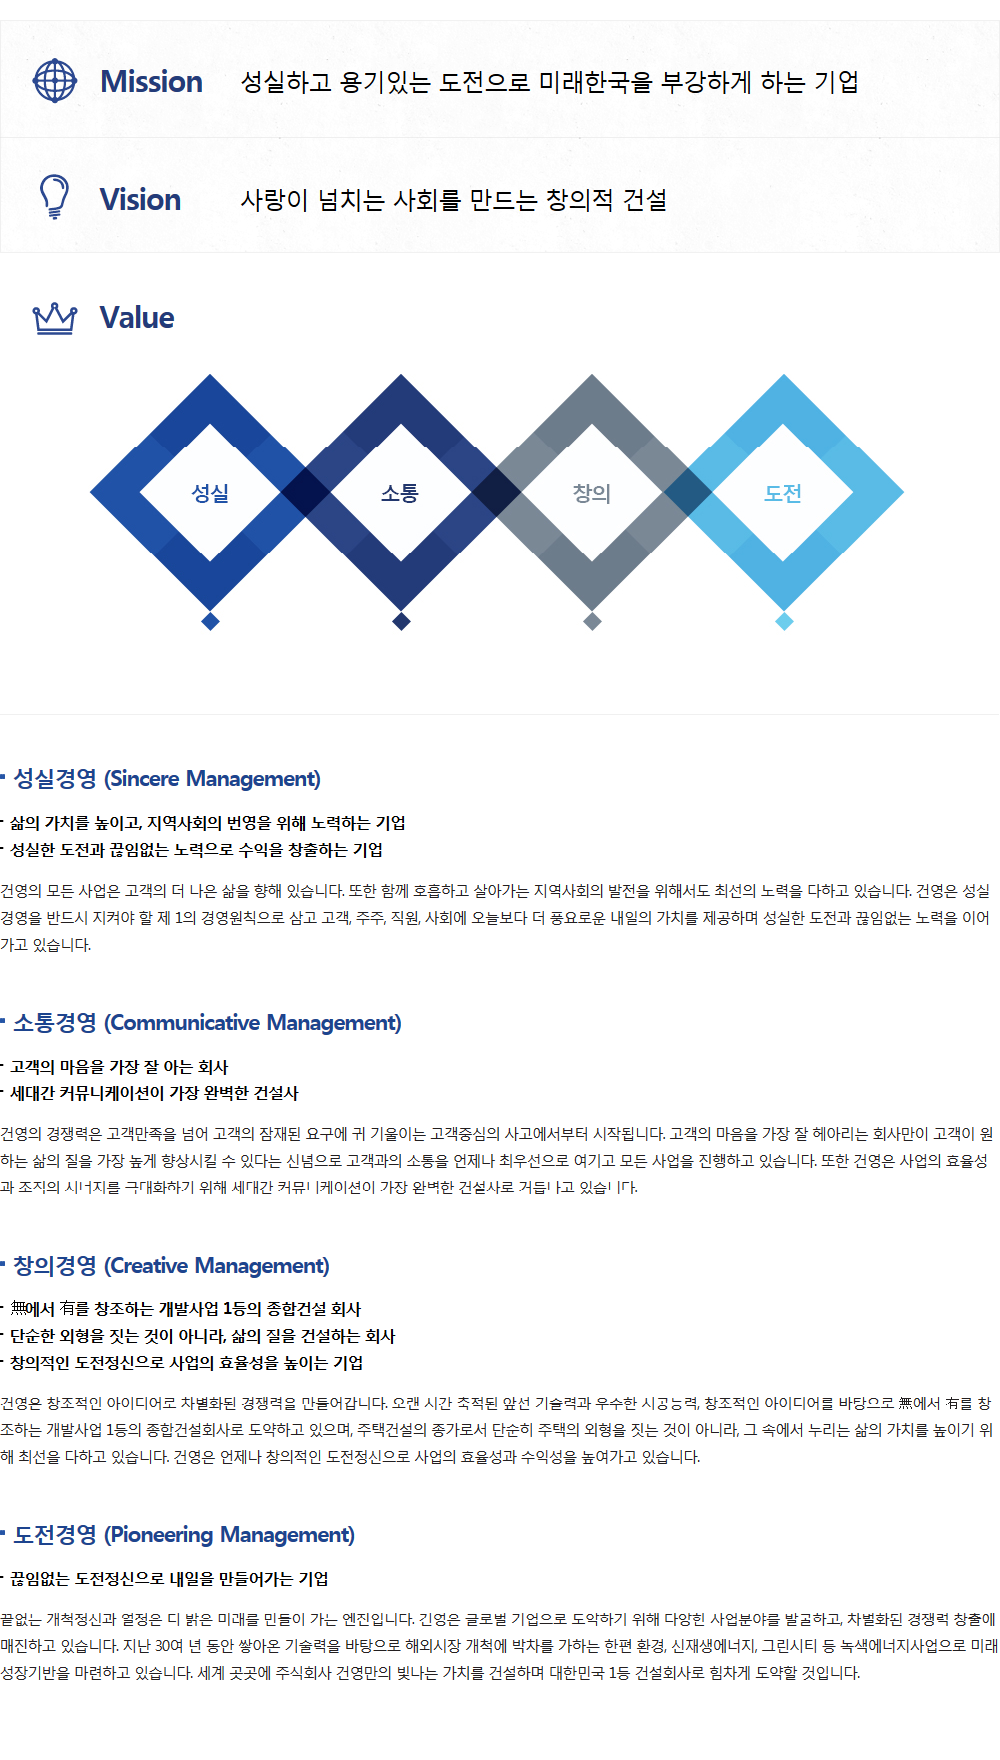 Mission 성실하고 용기있는 도전으로 미래한국을 부강하게 하는 기업
Vision 사랑이 넘치는 사회를 만드는 창의적 건설
Value
성실 소통 창의 도전
성실경영 (Sincere Management)
- 삶의 가치를 높이고, 지역사회의 번영을 위해 노력하는 기업
- 성실한 도전과 끊임없는 노력으로 수익을 창출하는 기업
건영의 모든 사업은 고객의 더 나은 삶을 향해 있습니다. 또한 함께 호흡하고 살아가는 지역사회의 발전을 위해서도 최선의 노력을 다하고 있습니다. 건영은 성실
경영을 반드시 지켜야 할 제 1의 경영원칙으로 삼고 고객, 주주, 직원, 사회에 오늘보다 더 풍요로운 내일의 가치를 제공하며 성실한 도전과 끊임없는 노력을 이어
가고 있습니다.
소통경영 (Communicative Management)
- 고객의 마음을 가장 잘 아는 회사
- 세대간 커뮤니케이션이 가장 완벽한 건설사
건영의 경쟁력은 고객만족을 넘어 고객의 잠재된 요구에 귀 기울이는 고객중심의 사고에서부터 시작됩니다. 고객의 마음을 가장 잘 헤아리는 회사만이 고객이 원
하는 삶의 질을 가장 높게 향상시킬 수 있다는 신념으로 고객과의 소통을 언제나 최우선으로 여기고 모든 사업을 진행하고 있습니다. 또한 건영은 사업의 효율성
과 조직의 시너지를 극대화하기 위해 세대간 커뮤니케이션이 가장 완벽한 건설사로 거듭나고 있습니다.
창의경영 (Creative Management)
- 無에서 有를 창조하는 개발사업 1등의 종합건설 회사
- 단순한 외형을 짓는 것이 아니라, 삶의 질을 건설하는 회사
- 창의적인 도전정신으로 사업의 효율성을 높이는 기업
건영은 창조적인 아이디어로 차별화된 경쟁력을 만들어갑니다. 오랜 시간 축적된 앞선 기술력과 우수한 시공능력, 창조적인 아이디어를 바탕으로 無에서 有를 창
조하는 개발사업 1등의 종합건설회사로 도약하고 있으며, 주택건설의 종가로서 단순히 주택의 외형을 짓는 것이 아니라, 그 속에서 누리는 삶의 가치를 높이기 위
해 최선을 다하고 있습니다. 건영은 언제나 창의적인 도전정신으로 사업의 효율성과 수익성을 높여가고 있습니다.
도전경영 (Pioneering Management)
- 끊임없는 도전정신으로 내일을 만들어가는 기업
끝없는 개척정신과 열정은 더 밝은 미래를 만들어 가는 엔진입니다. 건영은 글로벌 기업으로 도약하기 위해 다양한 사업분야를 발굴하고, 차별화된 경쟁력 창출에
매진하고 있습니다. 지난 30여 년 동안 쌓아온 기술력을 바탕으로 해외시장 개척에 박차를 가하는 한편 환경, 신재생에너지, 그린시티 등 녹색에너지사업으로 미래
성장기반을 마련하고 있습니다. 세계 곳곳에 주식회사 건영만의 빛나는 가치를 건설하며 대한민국 1등 건설회사로 힘차게 도약할 것입니다.